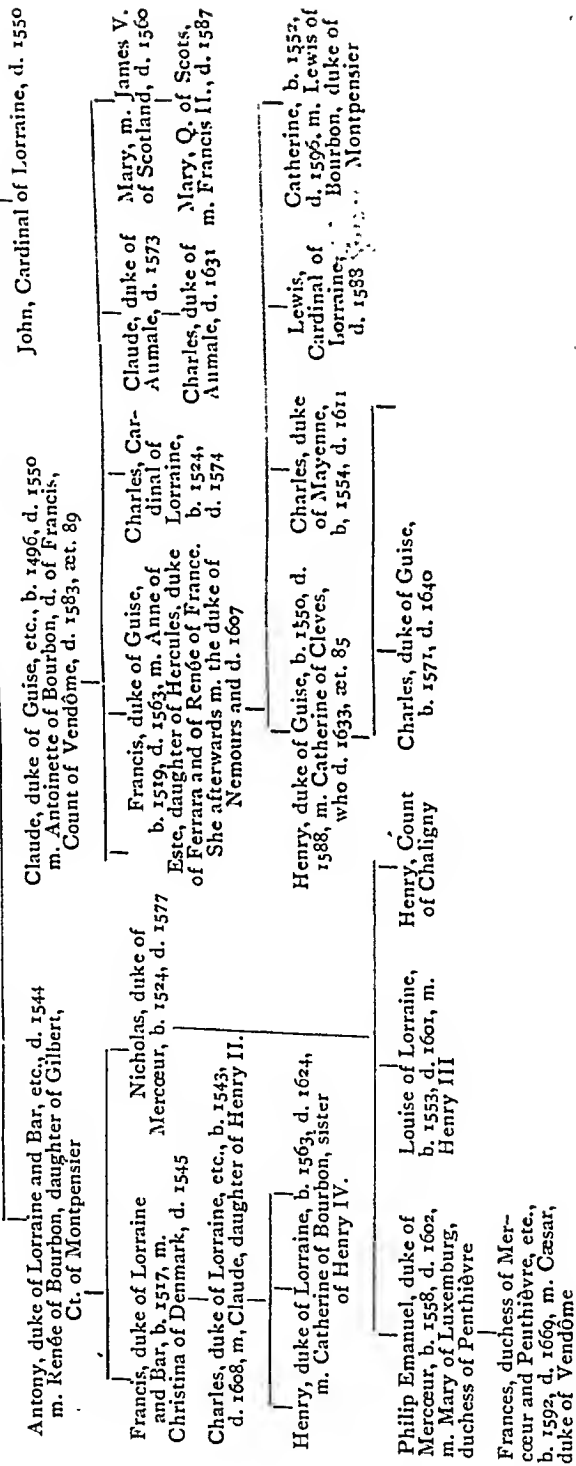 Antony, duke of Lorraine and Bar, etc., d. 1544
m. Renée of Bourbon, daughter of Gilbert,
Ct. of Montpensier
Claude, duke of Guise, etc., b. 1496, d. 1550
m. Antoinette of Bourbon, d. of Francis,
Count of Vendôme, d. 1583, æt. 89
John, Cardinal of Lorraine, d. 1550
Francis, duke of Lorraine
and Bar, b. 1517, m.
Christina of Denmark, d. 1545
Nicholas, duke of
Mercœur, b. 1524, d. 1577
Francis, duke of Guise,
b. 1519, d. 1563, m. Anne of
Este, daughter of Hercules, duke
of Ferrara and of Renée of France.
She afterwards m. the duke of
Nemours and d. 1607
Charles, Car-
dinal of
Lorraine,
b. 1524,
d. 1574
Claude, duke of
Aumale, d. 1573
Mary, m. James V.
of Scotland, d. 1560
Charles, duke of
Aumale, d. 1631
Mary, Q. of Scots,
m. Francis II., d. 1587
Charles, duke of Lorraine, etc., b. 1543,
d. 1608, m, Claude, daughter of Henry II.
Henry, duke of Lorraine, b. 1563, d. 1624,
m. Catherine of Bourbon, sister
of Henry IV.
Henry, duke of Guise, b. 1550, d.
1588, m. Catherine of Cleves,
who d. 1633, æt. 85
Charles, duke
of Mayenne,
b, 1554, d. 1611
Lewis,
Cardinal of
Lorraine,
d. 1588
Catherine, b. 1552,
d. 1596, m. Lewis of
Bourbon, duke of
Montpensier
Philip Emanuel, duke of
Mercœur, b. 1558, d. 1602,
m. Mary of Luxemburg,
duchess of Penthièvre
Louise of Lorraine,
b. 1553, d. 1601, m.
Henry III
Henry, Count
of Chaligny
Charles, duke of Guise,
b. 1571, d. 1640
Frances, duchess of Mer-
cœur and Peuthièvre, etc.,
b. 1592, d. 1669, m. Cæsar,
duke of Vendôme